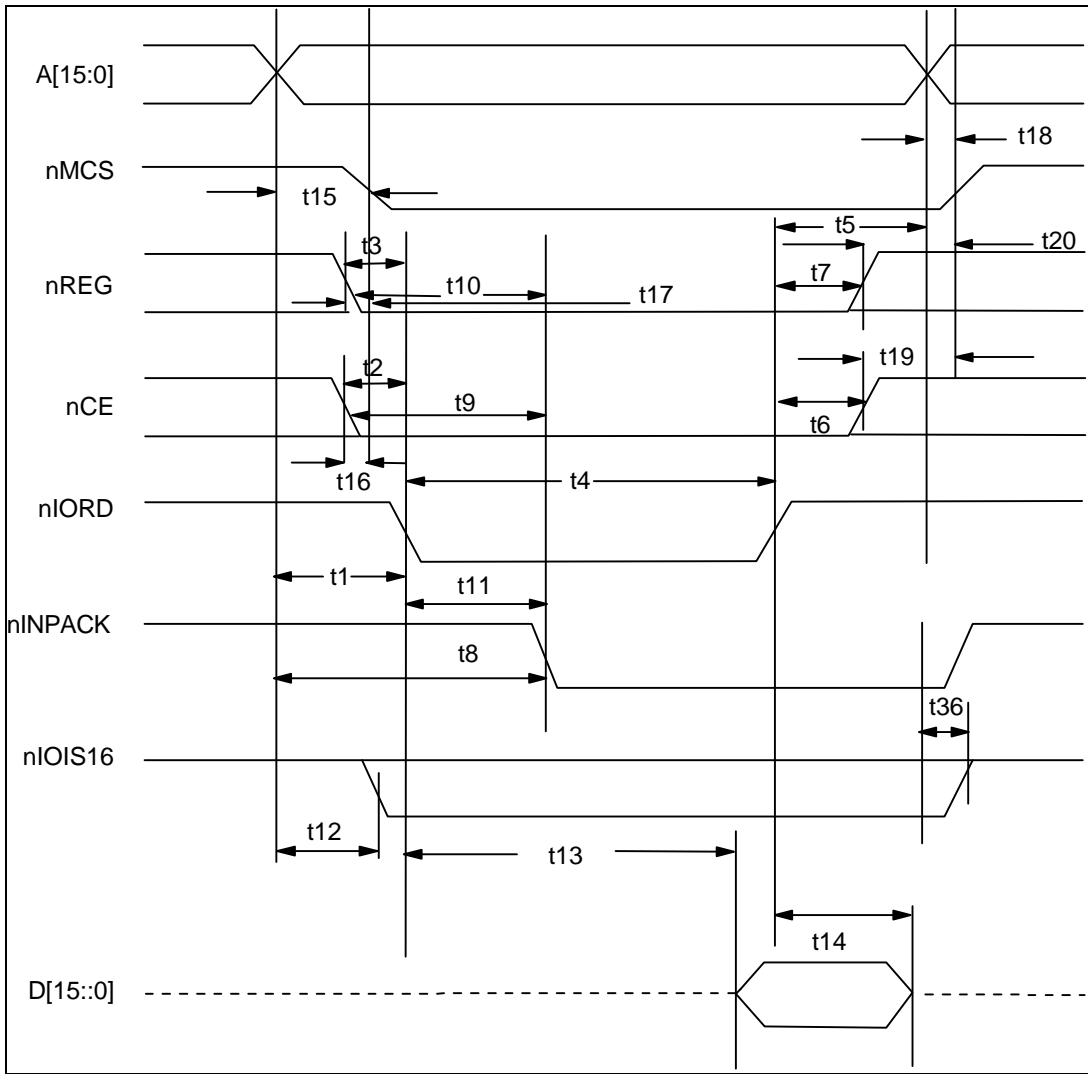 A[15:0]
t18
nMCS
t15
t5
t3
t20
t7
nREG
t10
t17
t2
t19
nCE
t9
t6
t16
t4
nIORD
t1
t11
nINPACK
t8
t36
nIOIS16
t12
t13
t14
D[15::0]